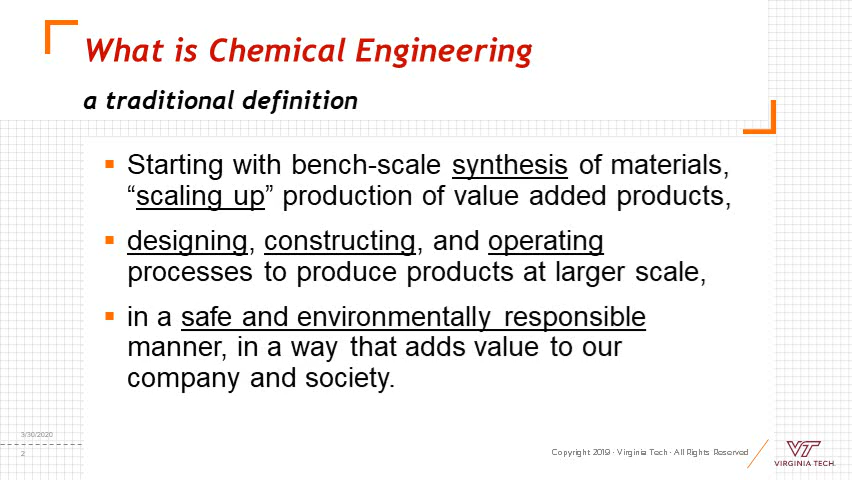 What is Chemical Engineering
a traditional definition
▪ Starting with bench-scale synthesis of materials,
“scaling up” production of value added products,
▪ designing, constructing, and operating
processes to produce products at larger scale,
▪ in a safe and environmentally responsible
manner, in a way that adds value to our
company and society.
3/30/2020
2
Copyright 2019 · Virginia Tech · All Rights Reserved
VT
VIRGINIA TECH.